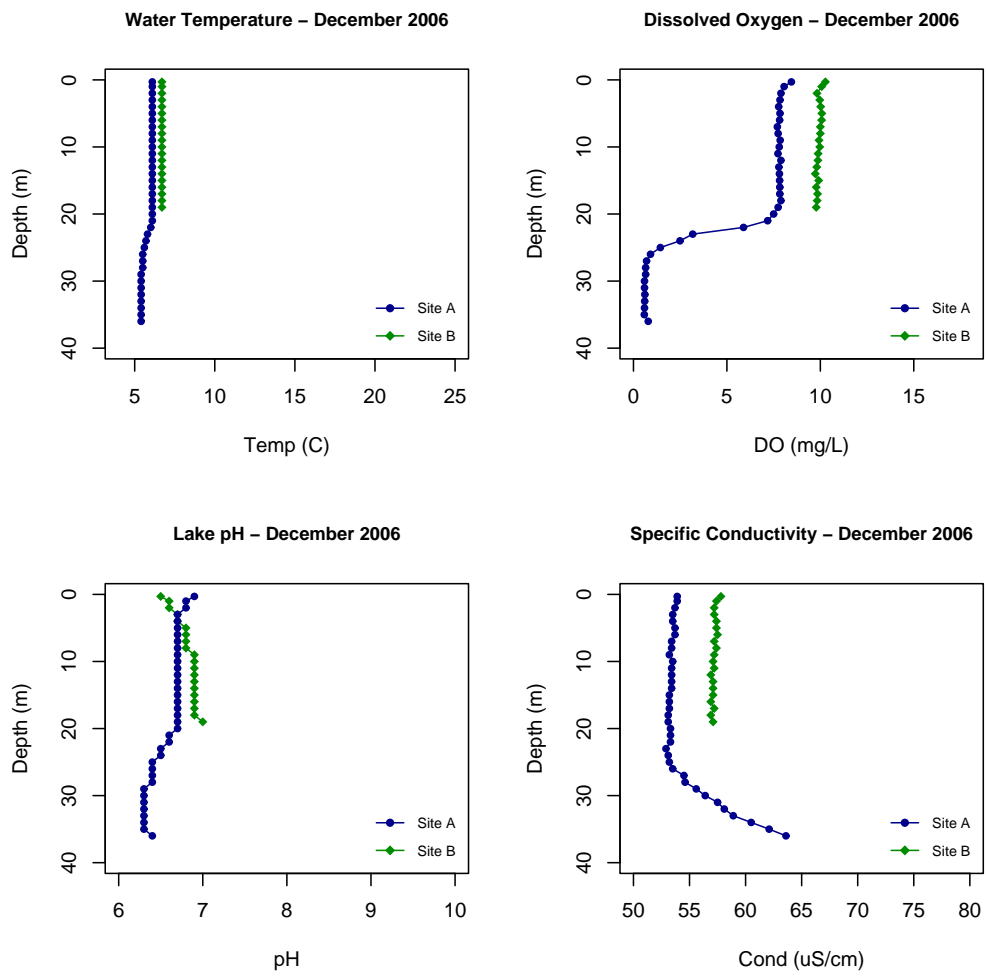 Water Temperature – December 2006
0
10
20
30
40
Depth (m)
5
10
15
20
25
Temp (C)
Site A
Site B
Dissolved Oxygen – December 2006
0
10
20
30
40
Depth (m)
0
5
10
15
DO (mg/L)
Site A
Site B
Lake pH – December 2006
0
10
20
30
40
Depth (m)
6
7
8
9
10
pH
Site A
Site B
Specific Conductivity – December 2006
0
10
20
30
40
Depth (m)
50
55
60
65
70
75
80
Cond (uS/cm)
Site A
Site B